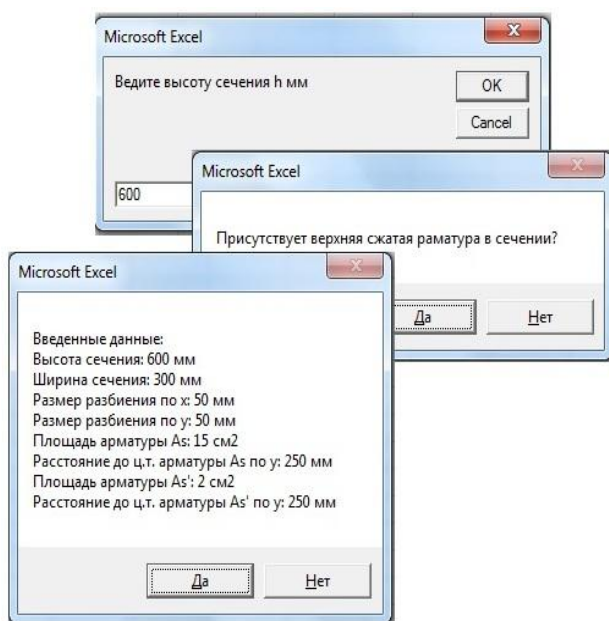 Microsoft Excel
Ведите высоту сечения h мм
OK
Cancel
600
Microsoft Excel
Присутствует верхняя сжатая раматура в сечении?
Да
Нет
Microsoft Excel
Введенные данные:
Высота сечения: 600 мм
Ширина сечения: 300 мм
Размер разбиения по x: 50 мм
Размер разбиения по y: 50 мм
Площадь арматуры As: 15 см2
Расстояние до ц.т. арматуры As по y: 250 мм
Площадь арматуры As': 2 см2
Расстояние до ц.т. арматуры As' по y: 250 мм
Да
Нет